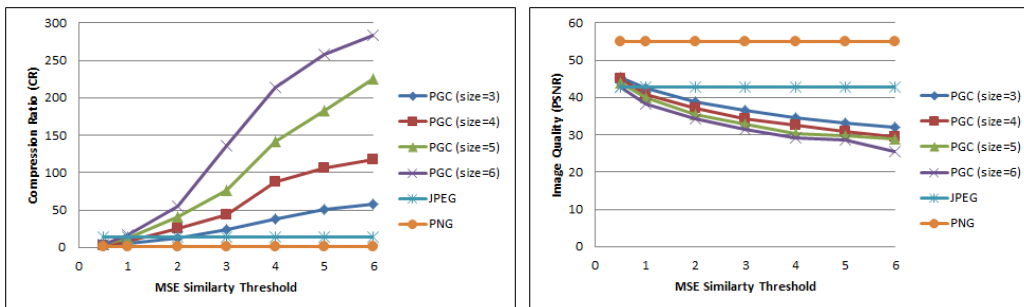 300
250
200
150
100
50
0
Compression Ratio (CR)
0 1 2 3 4 5 6
MSE Similarty Threshold
PGC (size=3)
PGC (size=4)
PGC (size=5)
PGC (size=6)
JPEG
PNG
60
50
40
30
20
10
0
Image Quality (PSNR)
0 1 2 3 4 5 6
MSE Similarty Threshold
PGC (size=3)
PGC (size=4)
PGC (size=5)
PGC (size=6)
JPEG
PNG